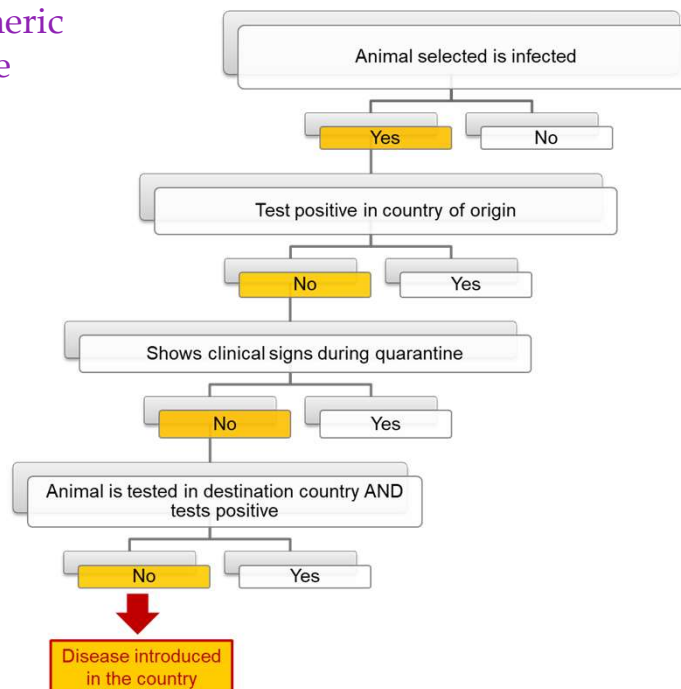 Animal selected is infected
Yes
No
Test positive in country of origin
No
Yes
Shows clinical signs during quarantine
No
Yes
Animal is tested in destination country AND
tests positive
No
Yes
Disease introduced
in the country